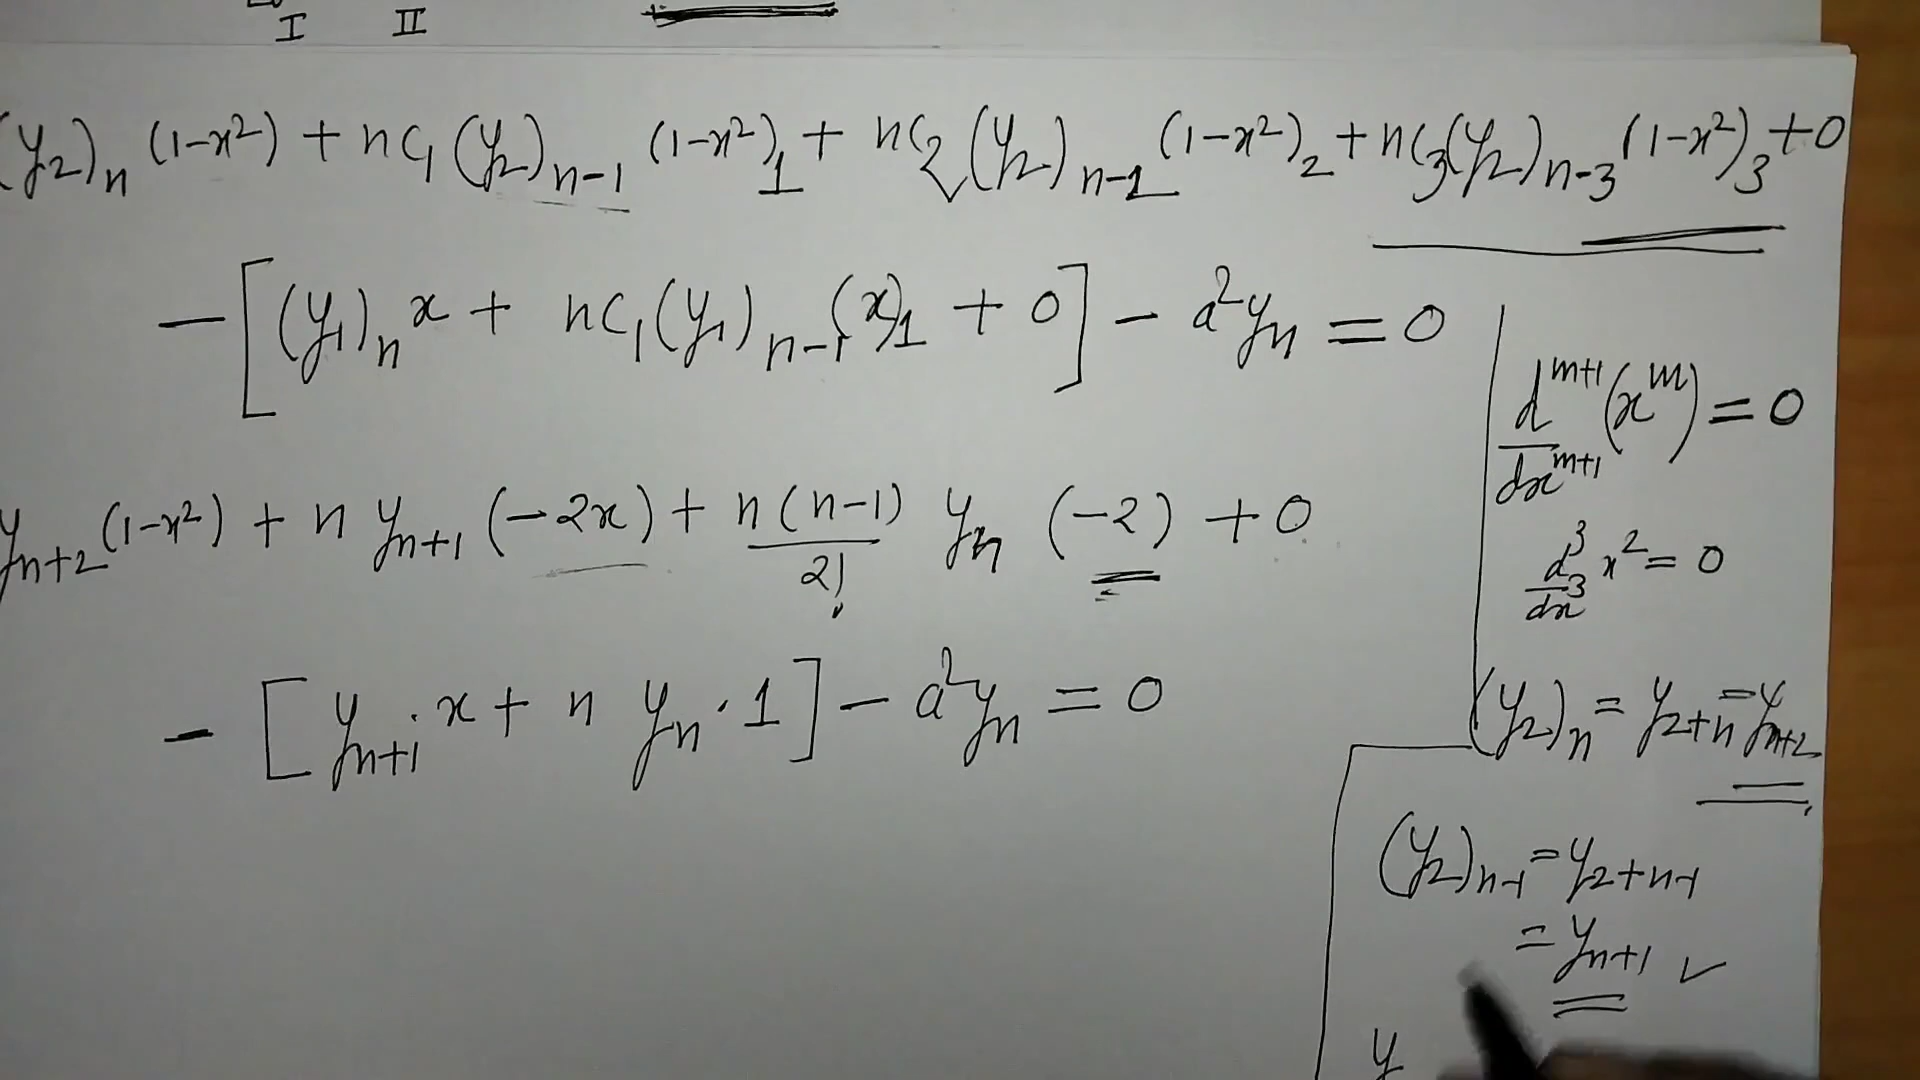 I II
(y₂)ₙ (1-x²) + nc₁ (y₂)ₙ₋₁ (1-x²)₁ + nc₂ (y₂)ₙ₋₂ (1-x²)₂ + nc₃ (y₂)ₙ₋₃ (1-x²)₃ + 0
- [(y₁)ₙ x + nc₁ (y₁)ₙ₋₁ (x)₁ + 0] - a²yₙ = 0
yₙ₊₂ (1-x²) + n yₙ₊₁ (-2x) + n(n-1)/2! yₙ (-2) + 0
- [yₙ₊₁ · x + n yₙ · 1] - a²yₙ = 0
d^(m+1)/dx^(m+1) (x^m) = 0
d³/dx³ x² = 0
(y₂)ₙ = y₂₊ₙ = yₙ₊₂
(y₂)ₙ₋₁ = y₂₊ₙ₋₁
= yₙ₊₁ ✓
y